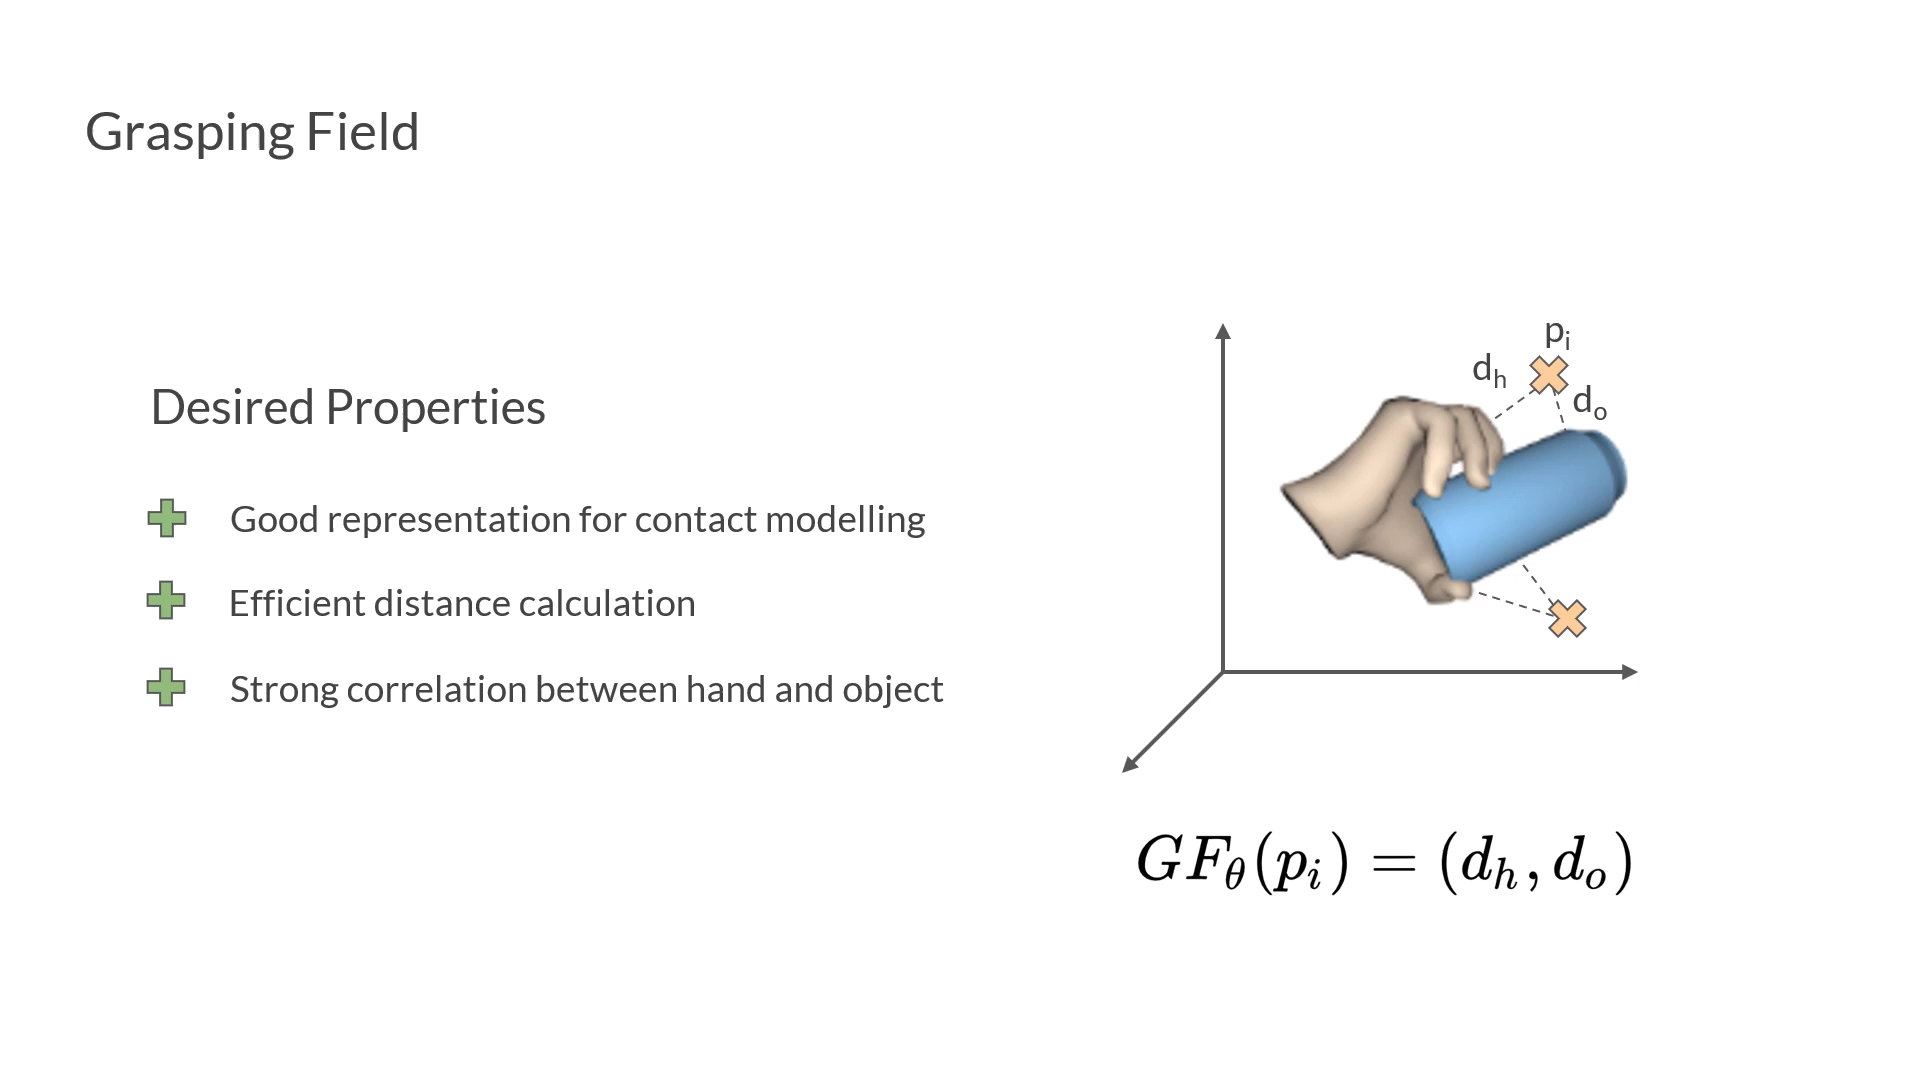 Grasping Field
Desired Properties
Good representation for contact modelling
Efficient distance calculation
Strong correlation between hand and object
pᵢ
dₕ
dₒ
GF_θ(pᵢ) = (dₕ, dₒ)